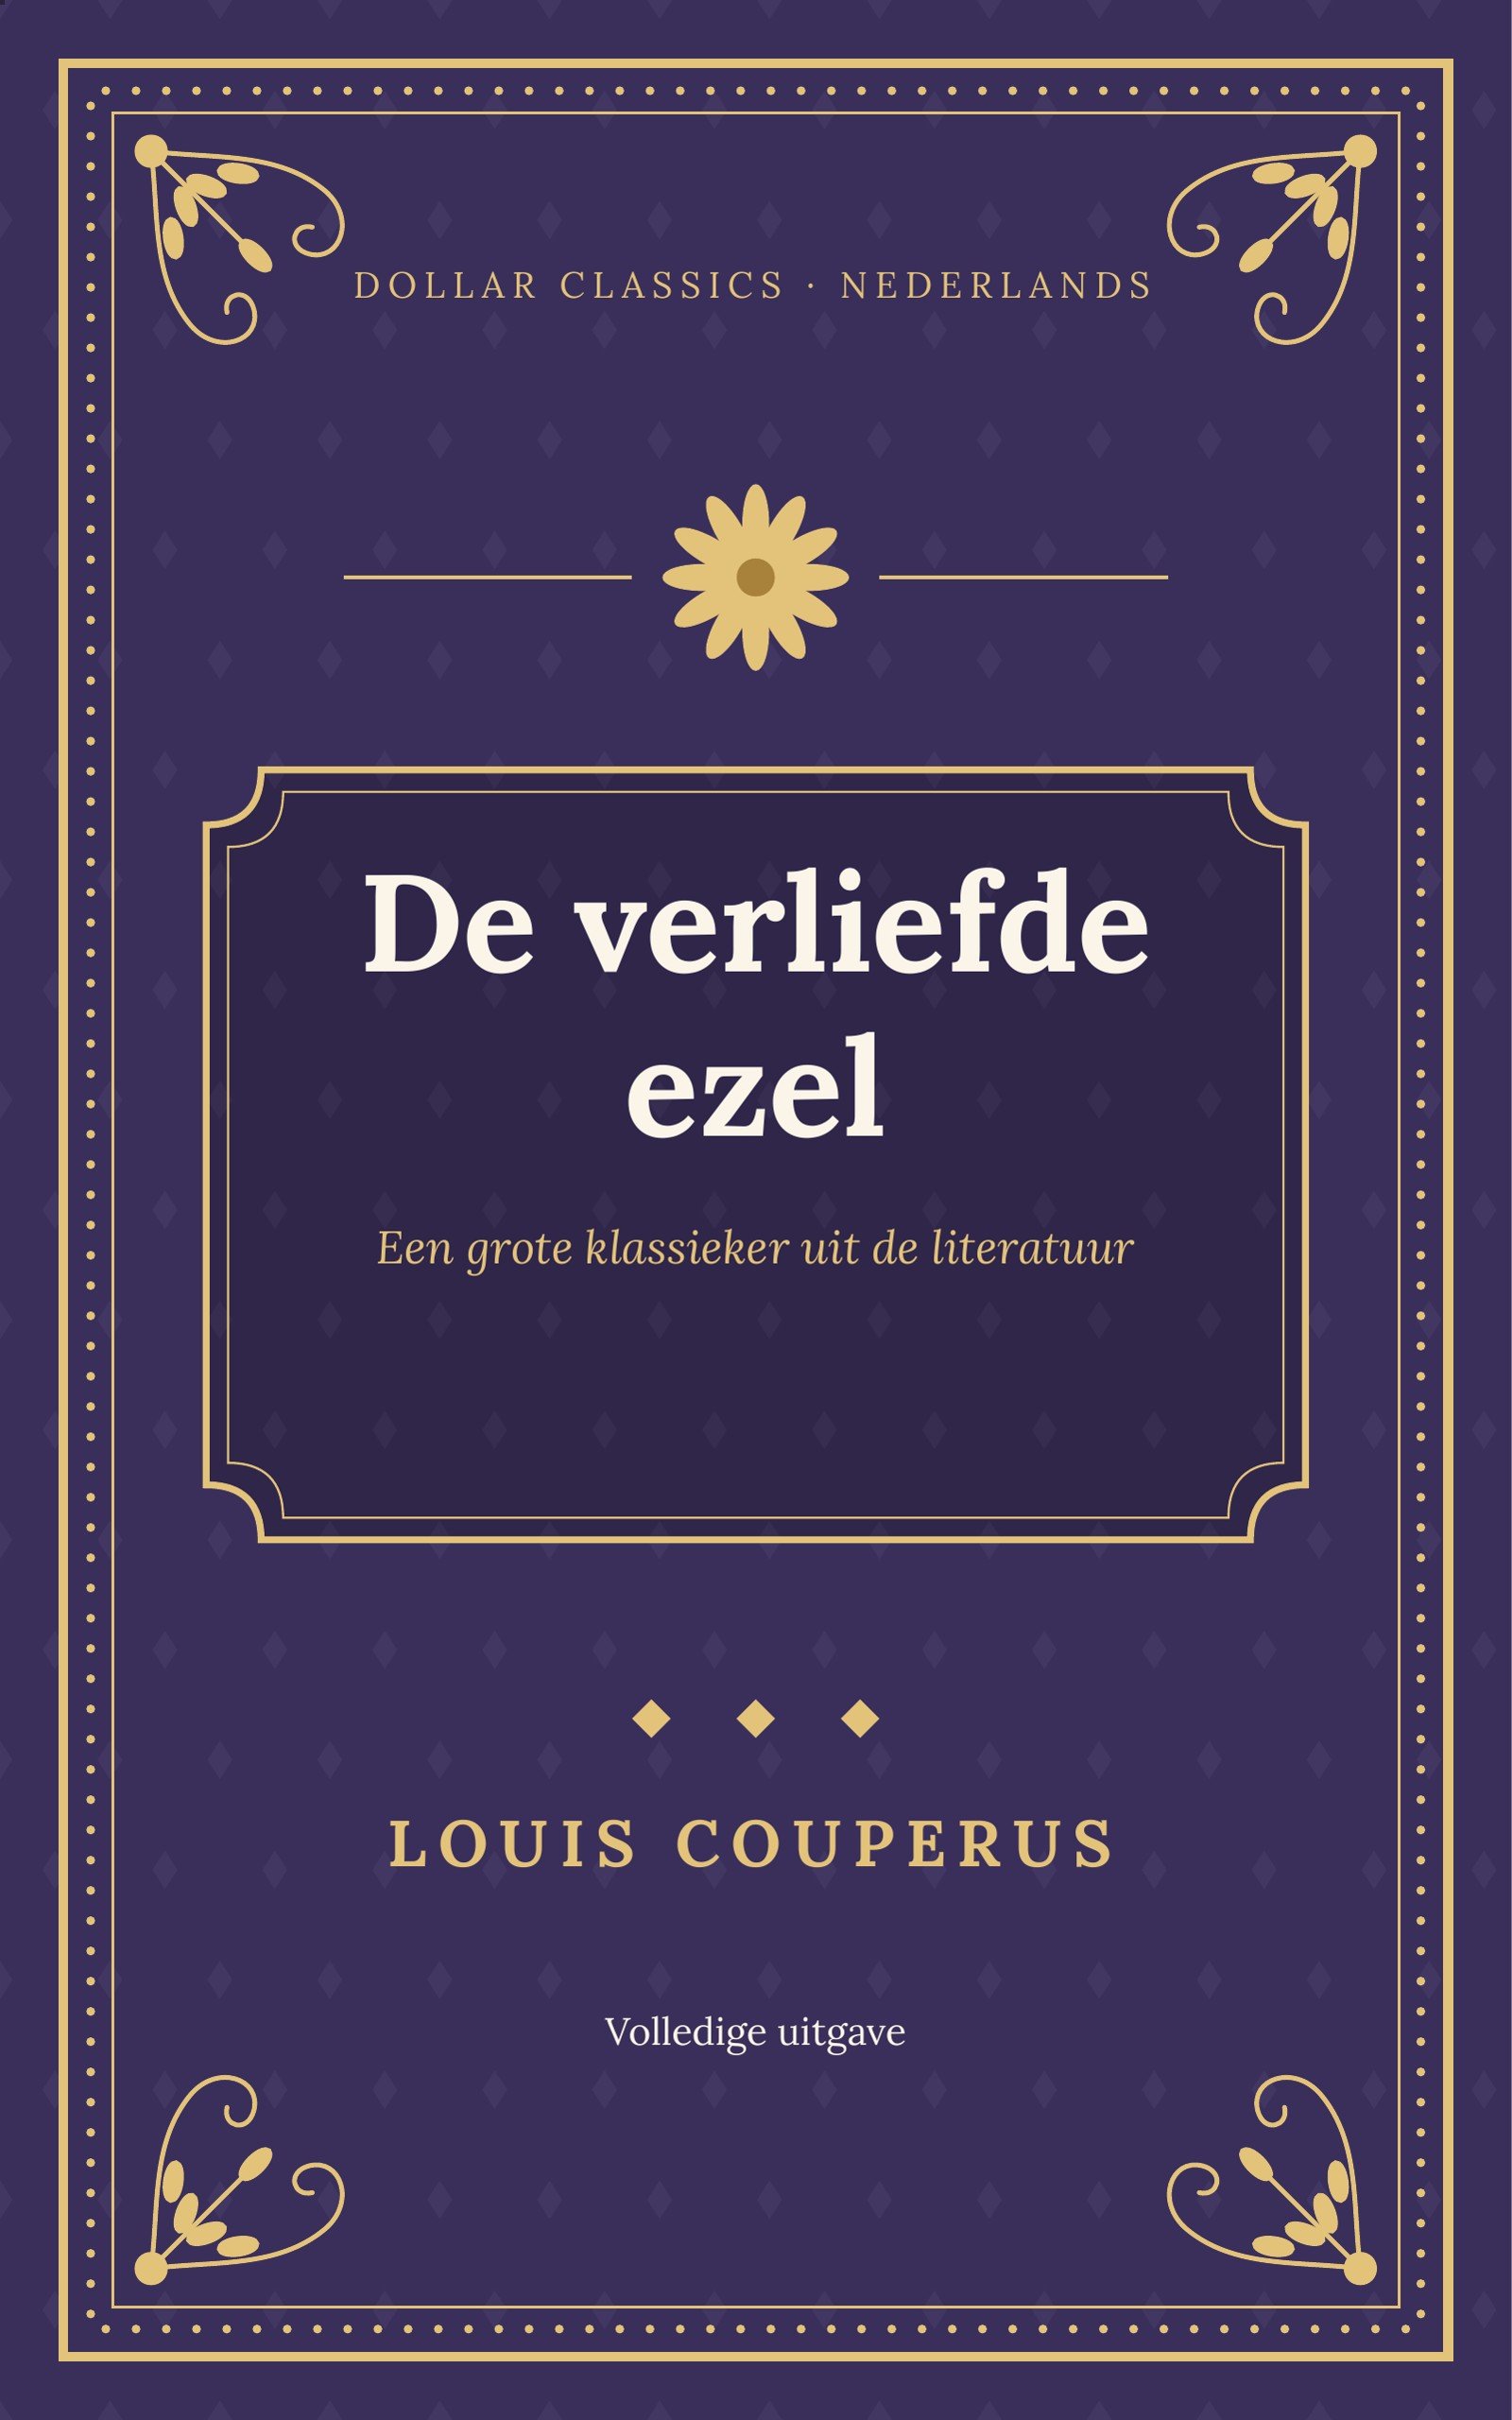 DOLLAR CLASSICS · NEDERLANDS
De verliefde
ezel
Een grote klassieker uit de literatuur
LOUIS COUPERUS
Volledige uitgave